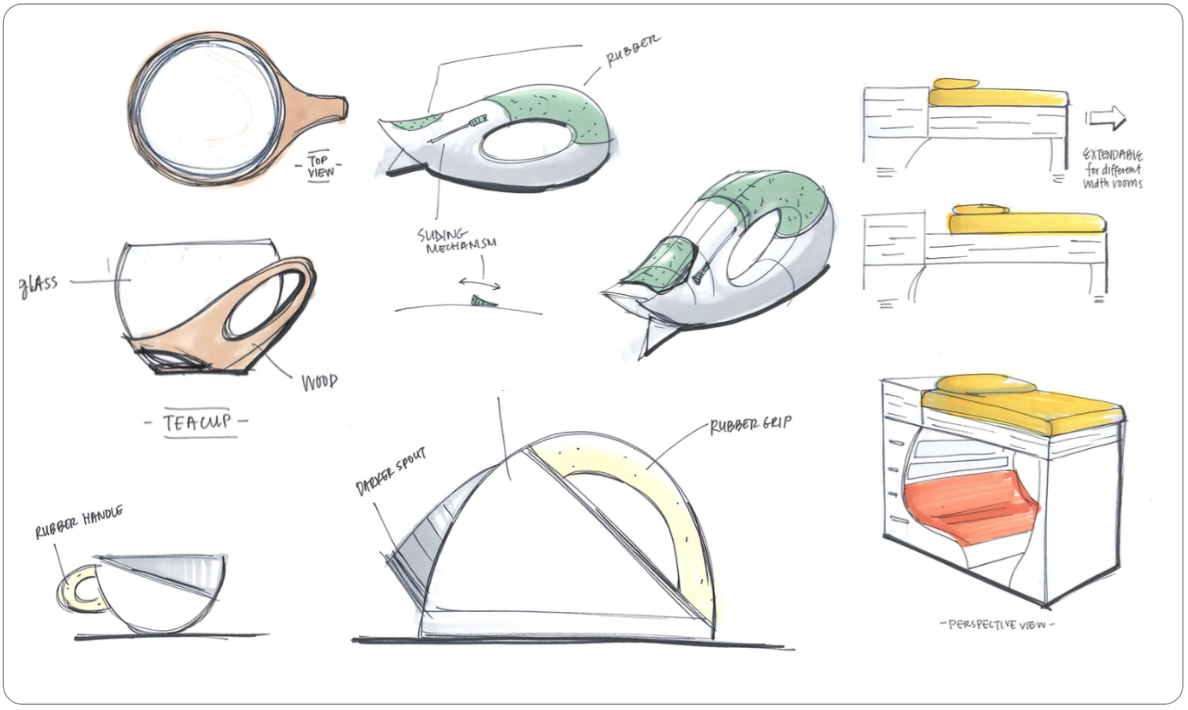 RUBBER
TOP
VIEW
EXTENDABLE
for different
width rooms
SLIDING
MECHANISM
glass
WOOD
TEACUP
RUBBER GRIP
DARKER SPOUT
RUBBER HANDLE
PERSPECTIVE VIEW